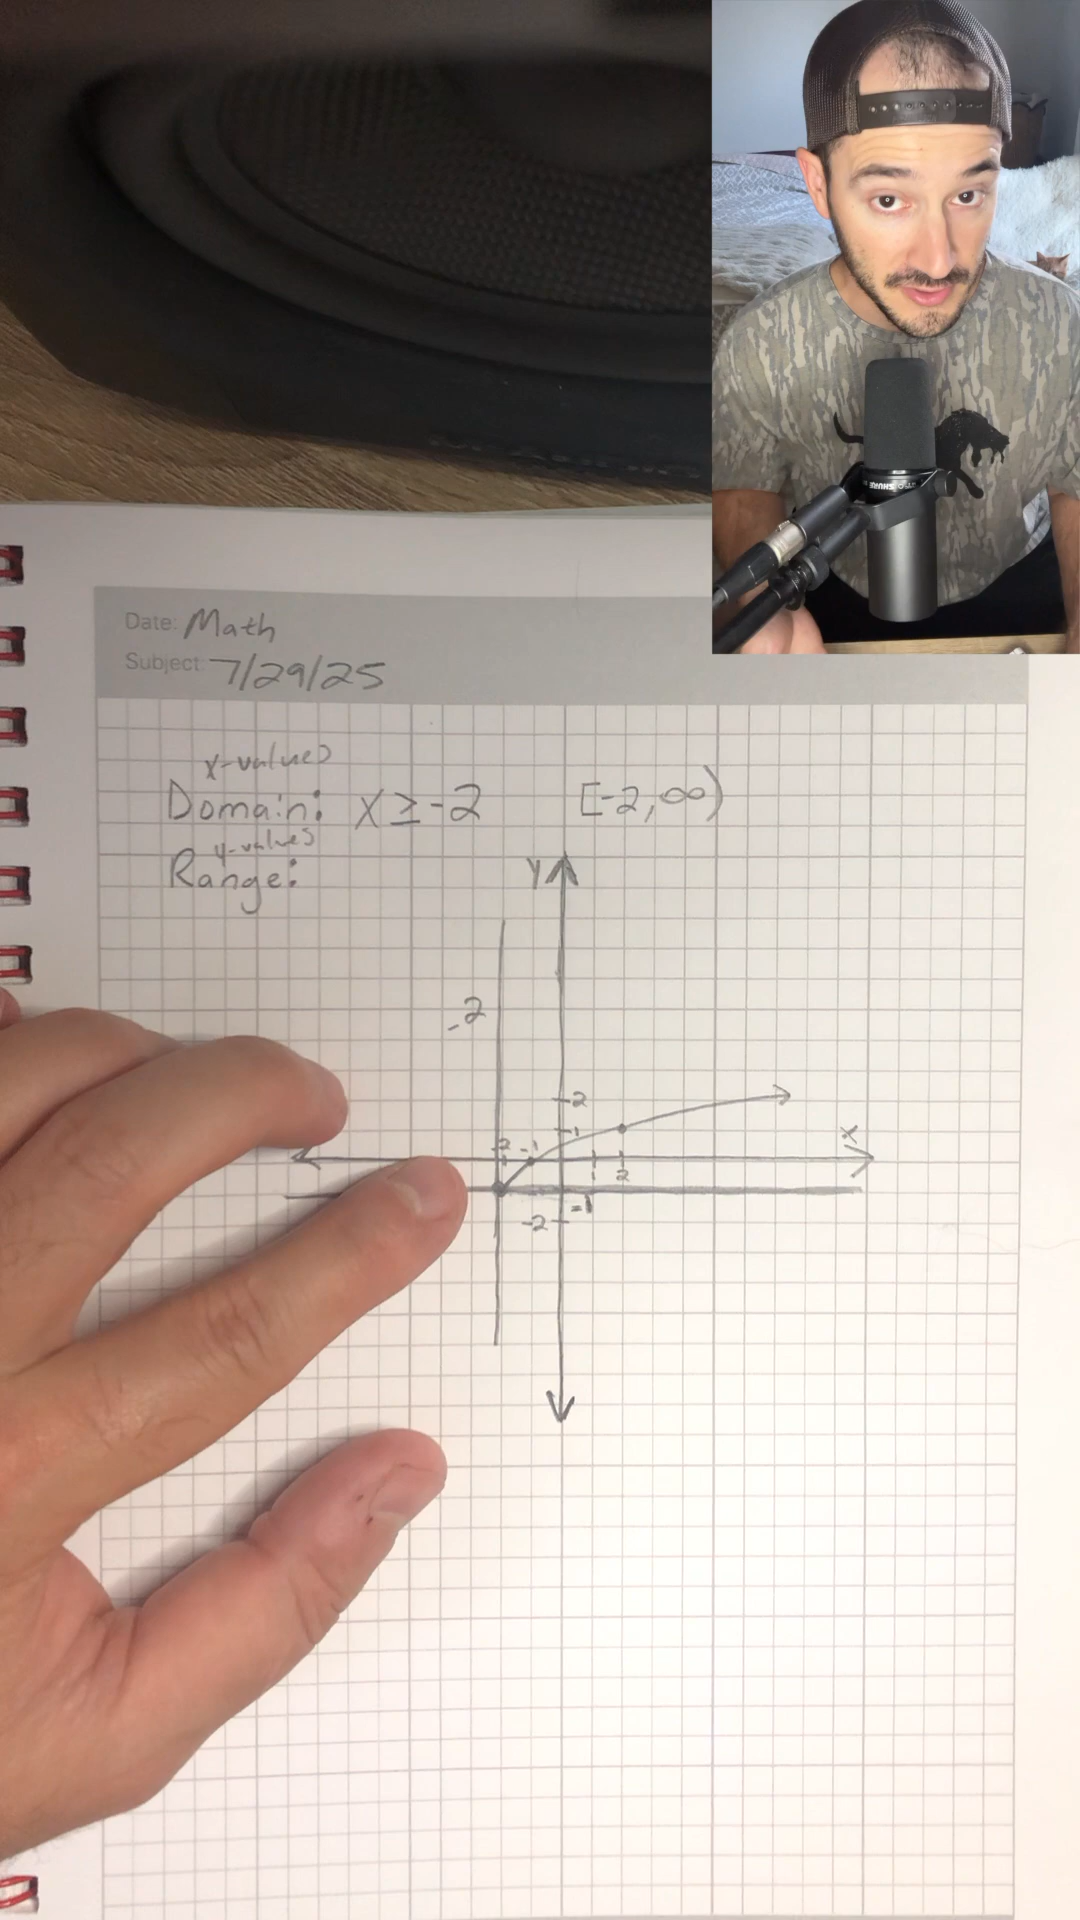 Date: Math
Subject: 7/29/25
x-values
Domain: x ≥ -2 [-2, ∞)
y-values
Range:
y
-2
2
1
x
-2 -1
2
-1
-2
SHURE